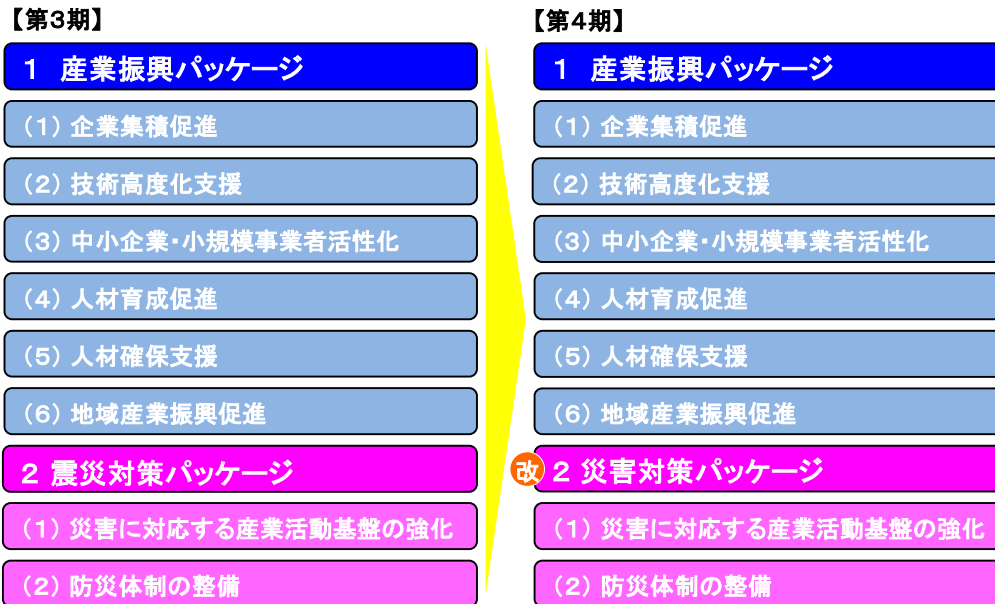 【第3期】
1 産業振興パッケージ
（1）企業集積促進
（2）技術高度化支援
（3）中小企業・小規模事業者活性化
（4）人材育成促進
（5）人材確保支援
（6）地域産業振興促進
2 震災対策パッケージ
（1）災害に対応する産業活動基盤の強化
（2）防災体制の整備
【第4期】
1 産業振興パッケージ
（1）企業集積促進
（2）技術高度化支援
（3）中小企業・小規模事業者活性化
（4）人材育成促進
（5）人材確保支援
（6）地域産業振興促進
改 2 災害対策パッケージ
（1）災害に対応する産業活動基盤の強化
（2）防災体制の整備